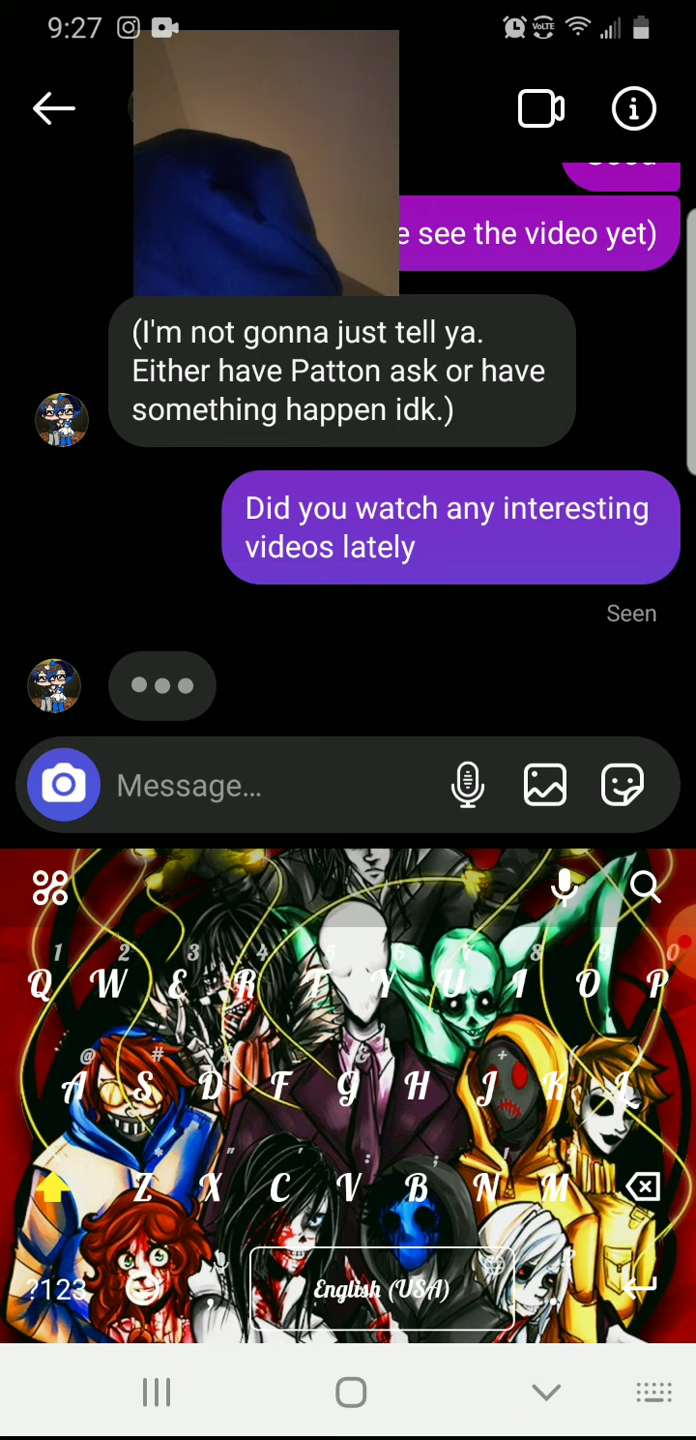 9:27
VoLTE
e see the video yet)
(I'm not gonna just tell ya.
Either have Patton ask or have
something happen idk.)
Did you watch any interesting
videos lately
Seen
Message...
1 2 3 4 5 6 7 8 9 0
Q W E R T Y U I O P
@ # & + ( )
A S D F G H J K L
* " ' : ; ! ?
Z X C V B N M
?123 , English (USA) .